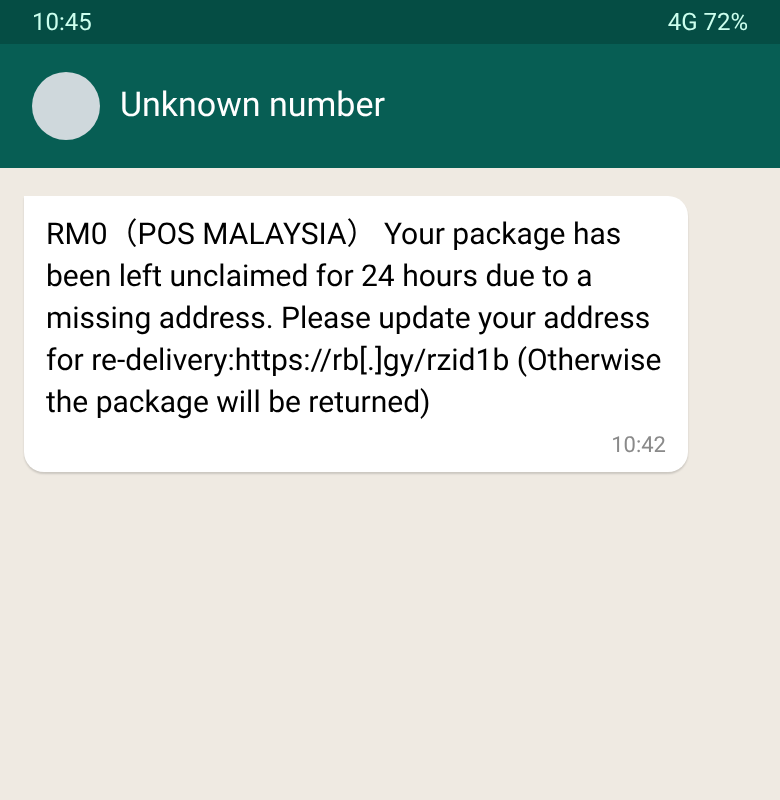 10:45
4G 72%
Unknown number
RM0（POS MALAYSIA） Your package has
been left unclaimed for 24 hours due to a
missing address. Please update your address
for re-delivery:https://rb[.]gy/rzid1b (Otherwise
the package will be returned)
10:42